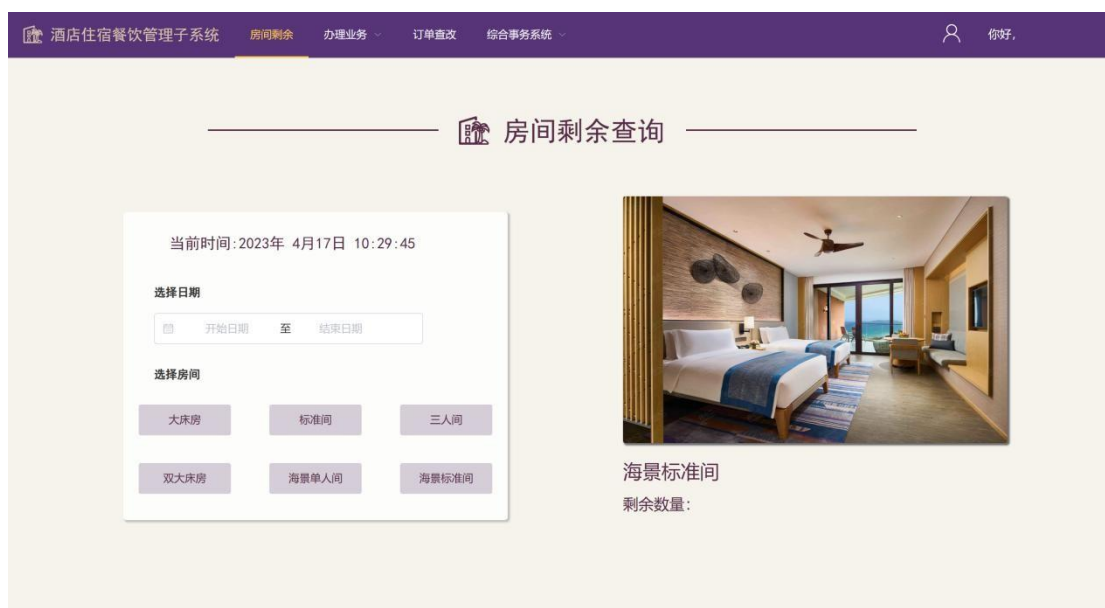 酒店住宿餐饮管理子系统 房间剩余 办理业务 订单查改 综合事务系统 你好,
房间剩余查询
当前时间:2023年 4月17日 10:29:45
选择日期
开始日期 至 结束日期
选择房间
大床房 标准间 三人间
双大床房 海景单人间 海景标准间
海景标准间
剩余数量: